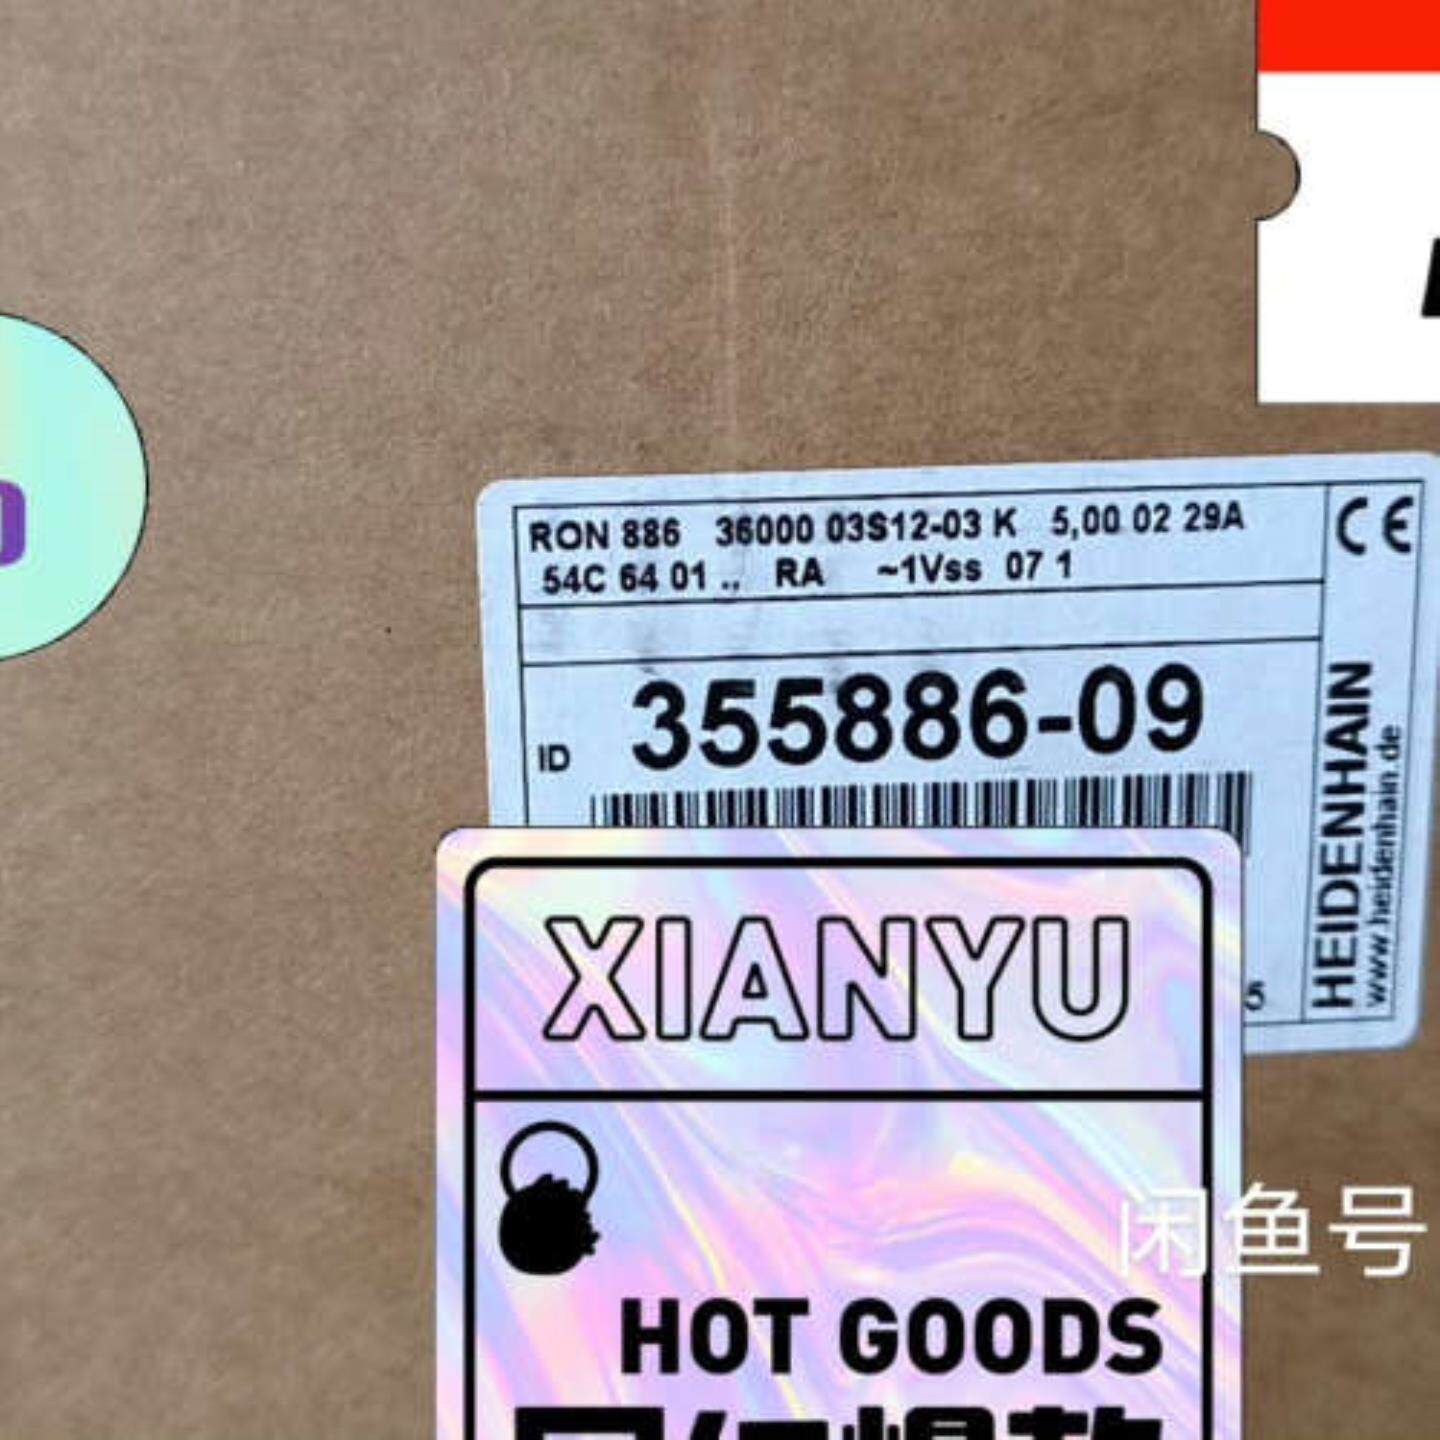 RON 886 36000 03S12-03 K 5,00 02 29A
54C 64 01 .. RA ~1Vss 07 1
ID 355886-09
HEIDENHAIN
www.heidenhain.de
5
XIANYU
闲鱼号
HOT GOODS